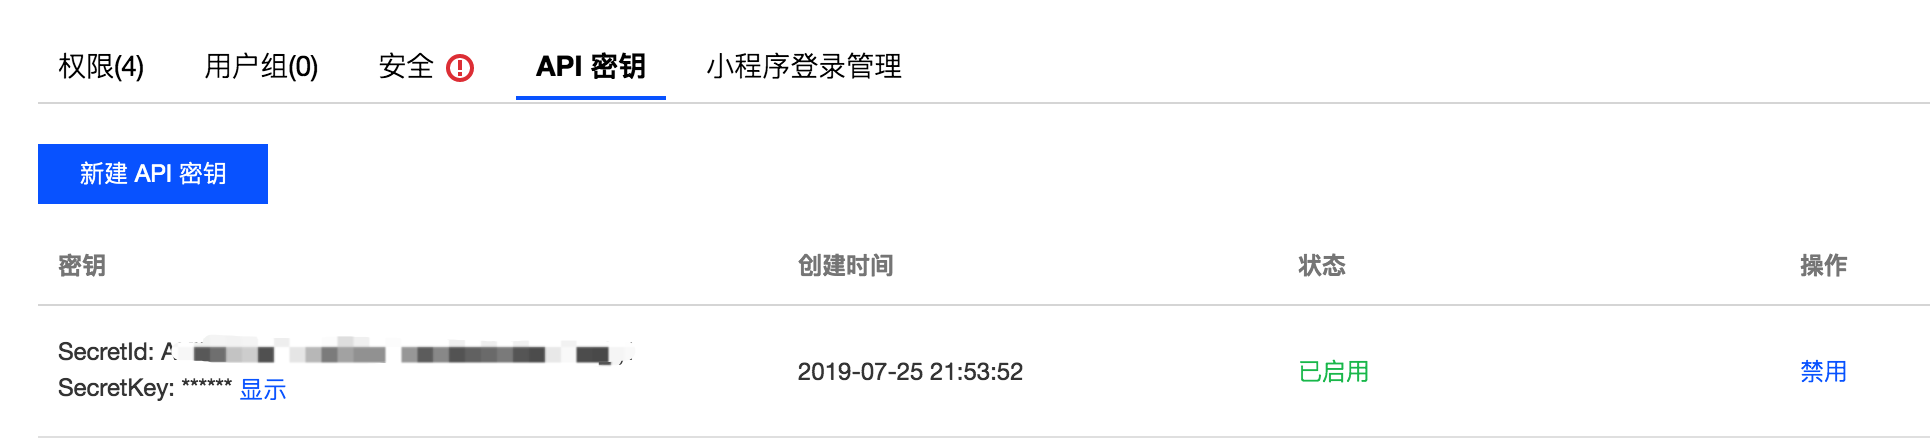 权限(4) 用户组(0) 安全 API 密钥 小程序登录管理
新建 API 密钥
密钥 创建时间 状态 操作
SecretId:
SecretKey: ****** 显示 2019-07-25 21:53:52 已启用 禁用